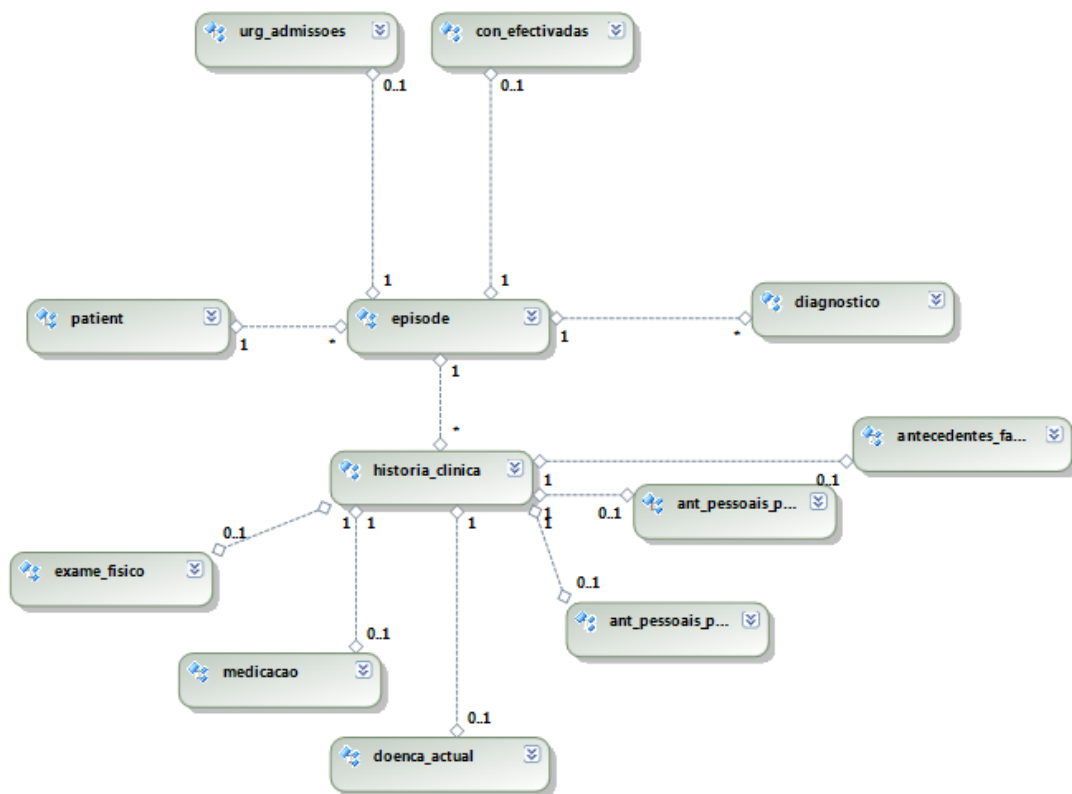 urg_admissoes
con_efectivadas
0..1
0..1
1
1
patient
episode
diagnostico
1
*
1
*
1
*
historia_clinica
antecedentes_fa...
1
0..1
ant_pessoais_p...
0..1
1
1
0..1
1
1
1
exame_fisico
0..1
ant_pessoais_p...
0..1
medicacao
0..1
doenca_actual